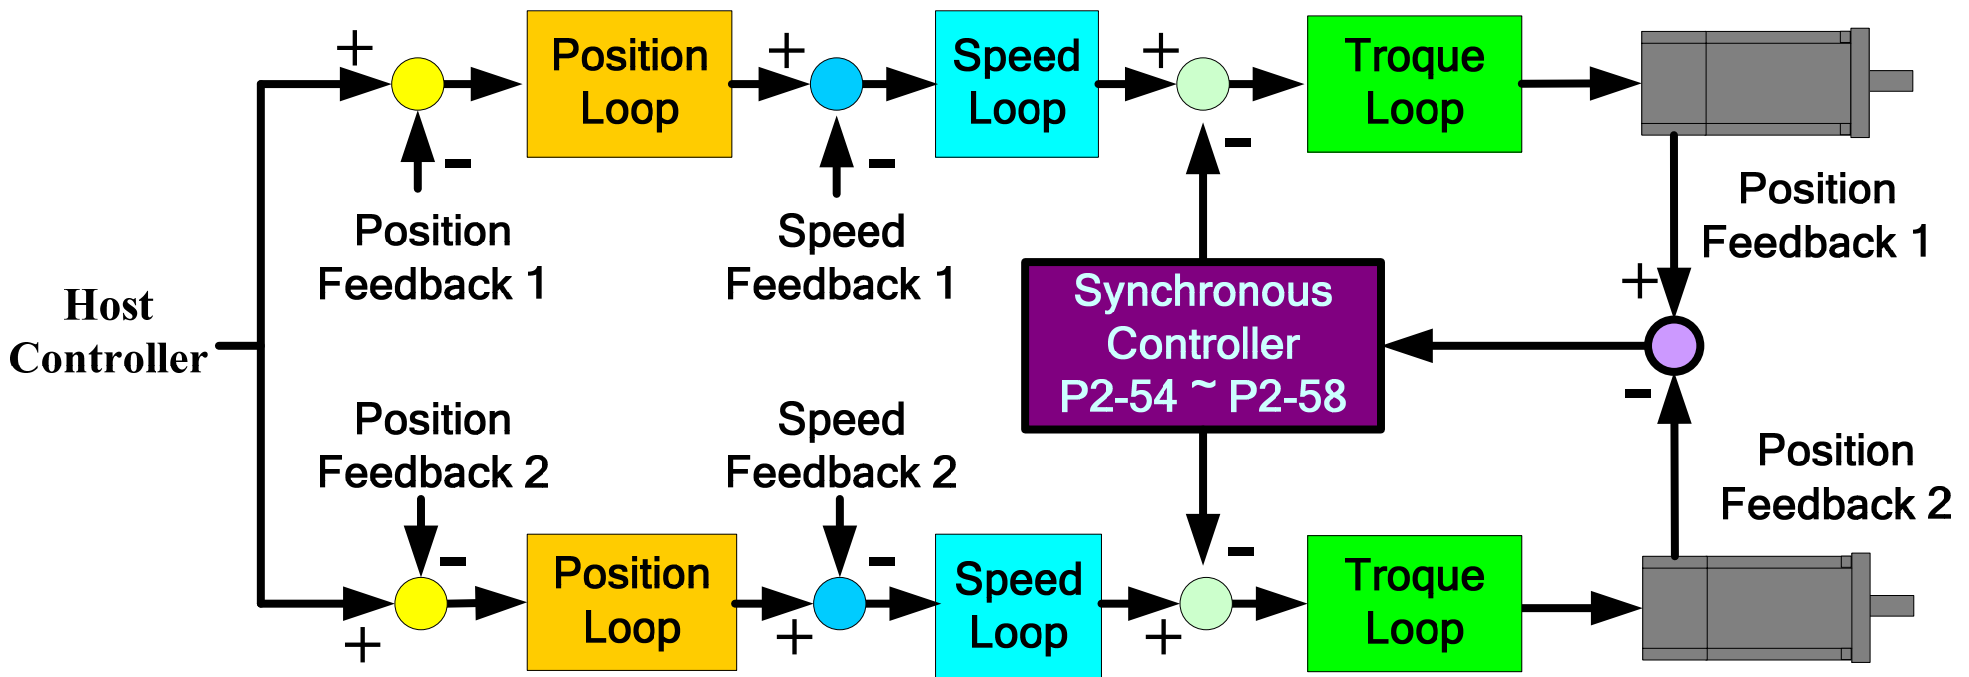 +
Position
Loop
+
Speed
Loop
+
Troque
Loop
-
Position
Feedback 1
-
Speed
Feedback 1
-
Position
Feedback 1
Host
Controller
Synchronous
Controller
P2-54 ~ P2-58
+
-
Position
Feedback 2
Speed
Feedback 2
Position
Feedback 2
-
+
Position
Loop
-
+
Speed
Loop
-
+
Troque
Loop